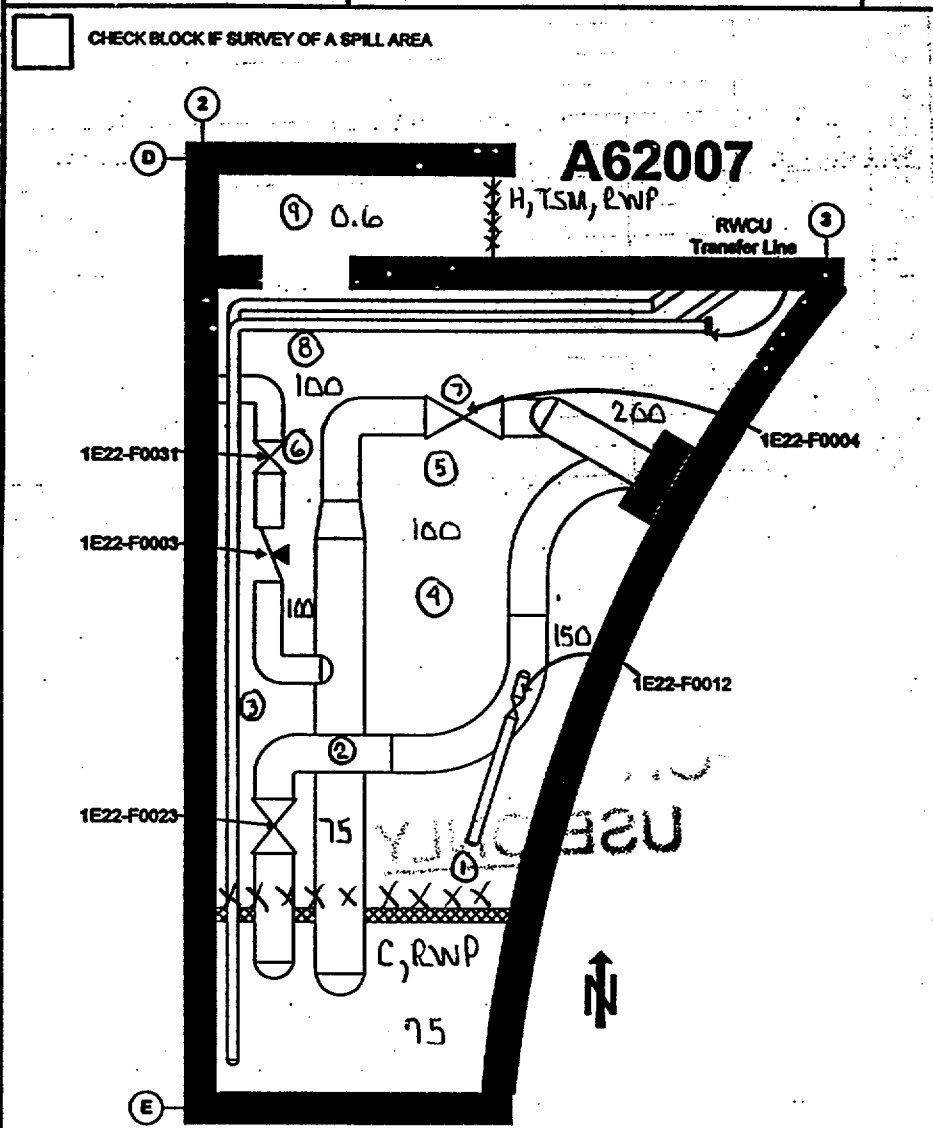 CHECK BLOCK IF SURVEY OF A SPILL AREA
2
D
A62007
9 0.6
H, TSM, RWP
RWCU
Transfer Line
3
8
100
7
200
1E22-F0004
1E22-F0031
6
5
1E22-F0003
100
4
100
150
1E22-F0012
3
2
1E22-F0023
75
USE ONLY
1
X X X X X X X X X
C, RWP
75
N
E